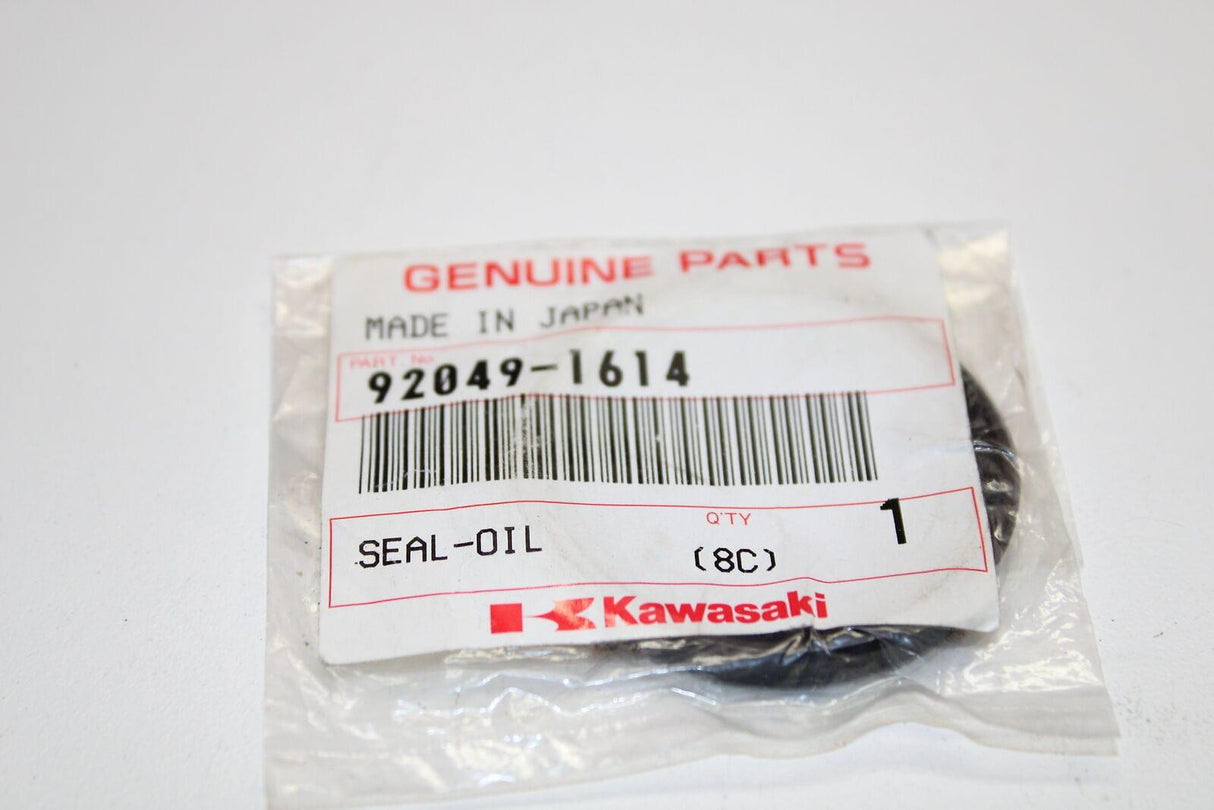 GENUINE PARTS
MADE IN JAPAN
PART No
92049-1614
SEAL-OIL
Q'TY
(8C)
1
Kawasaki